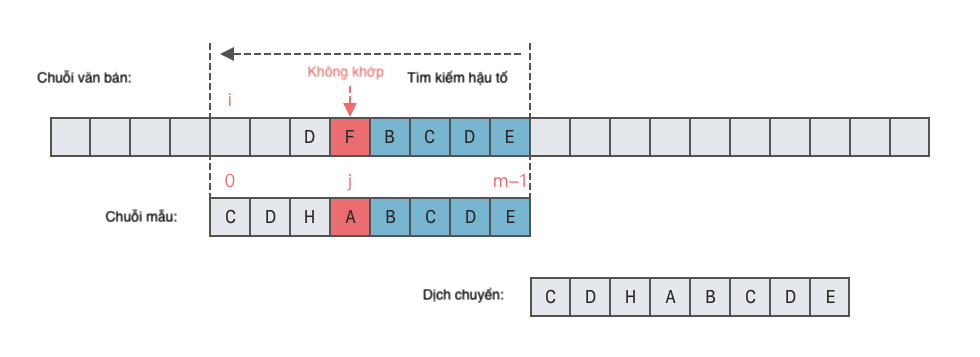 Không khớp
Chuỗi văn bản: Tìm kiếm hậu tố
i
D F B C D E
0 j m–1
Chuỗi mẫu: C D H A B C D E
Dịch chuyển: C D H A B C D E